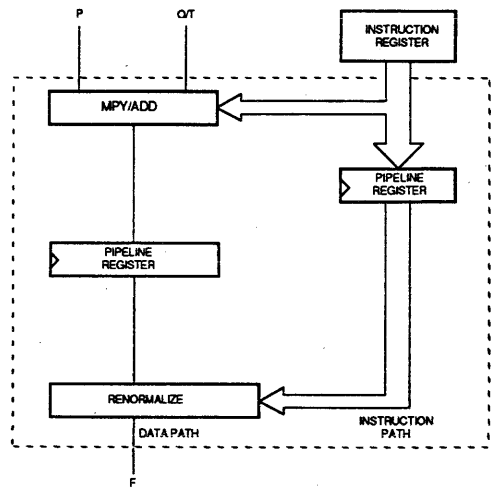 P
Q/T
INSTRUCTION
REGISTER
MPY/ADD
PIPELINE
REGISTER
PIPELINE
REGISTER
RENORMALIZE
DATA PATH
INSTRUCTION
PATH
F